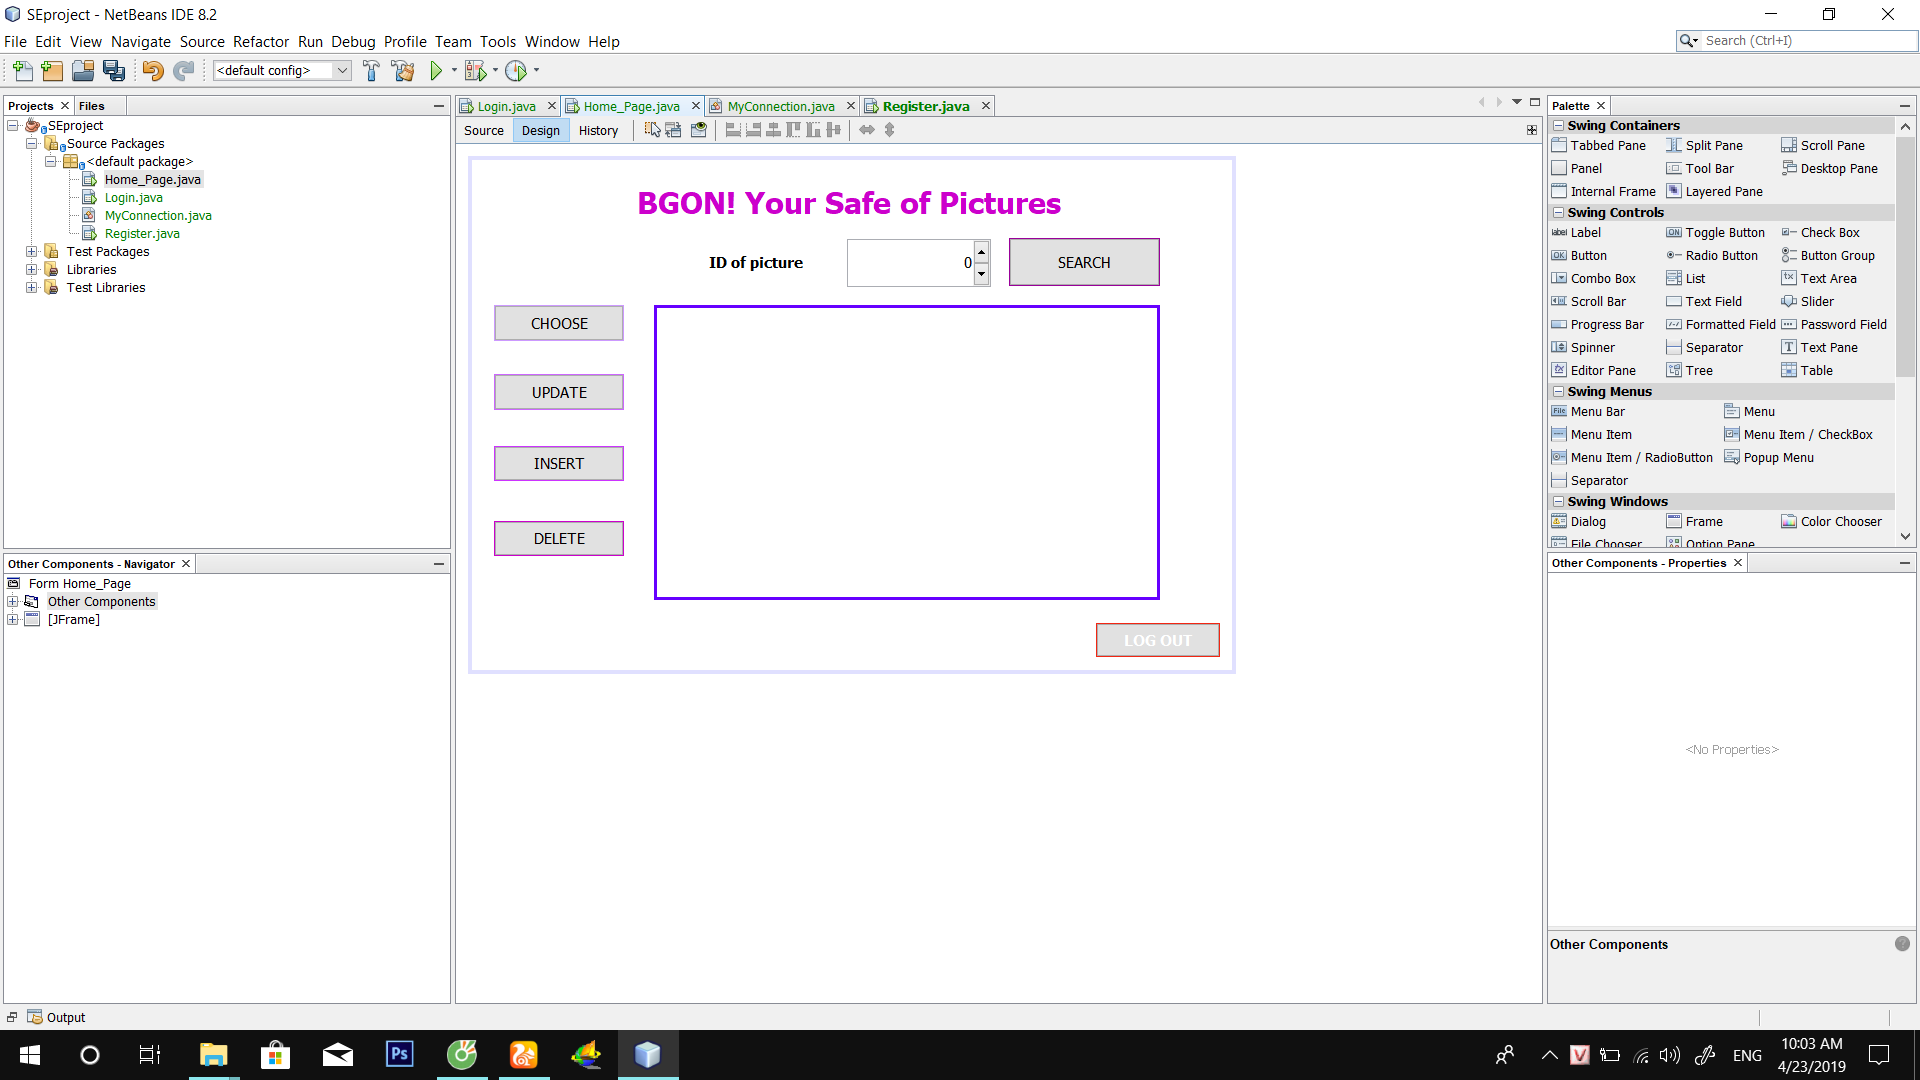 SEproject - NetBeans IDE 8.2
File Edit View Navigate Source Refactor Run Debug Profile Team Tools Window Help
Search (Ctrl+I)
<default config>
Projects Files
SEproject
Source Packages
<default package>
Home_Page.java
Login.java
MyConnection.java
Register.java
Test Packages
Libraries
Test Libraries
Other Components - Navigator
Form Home_Page
Other Components
[JFrame]
Login.java Home_Page.java MyConnection.java Register.java
Source Design History
BGON! Your Safe of Pictures
ID of picture 0 SEARCH
CHOOSE
UPDATE
INSERT
DELETE
LOG OUT
Palette
Swing Containers
Tabbed Pane Split Pane Scroll Pane
Panel Tool Bar Desktop Pane
Internal Frame Layered Pane
Swing Controls
label Label ON Toggle Button Check Box
OK Button Radio Button Button Group
Combo Box List Text Area
Scroll Bar Text Field Slider
Progress Bar Formatted Field Password Field
Spinner Separator Text Pane
Editor Pane Tree Table
Swing Menus
File Menu Bar Menu
Menu Item Menu Item / CheckBox
Menu Item / RadioButton Popup Menu
Separator
Swing Windows
Dialog Frame Color Chooser
File Chooser Option Pane
Other Components - Properties
<No Properties>
Other Components
Output
Ps
V
ENG
10:03 AM
4/23/2019